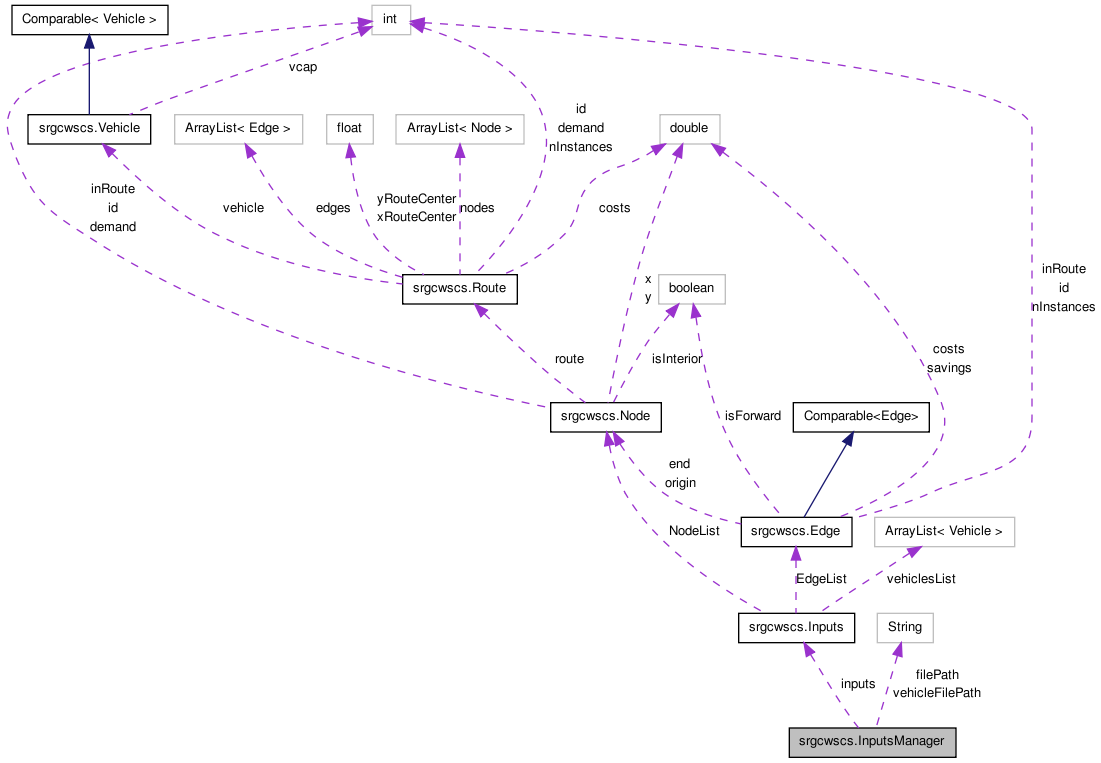 Comparable< Vehicle >
int
vcap
srgcwscs.Vehicle
ArrayList< Edge >
float
ArrayList< Node >
id
demand
nInstances
double
inRoute
id
demand
vehicle
edges
yRouteCenter
xRouteCenter
nodes
costs
srgcwscs.Route
x
y
boolean
inRoute
id
nInstances
route
isInterior
costs
savings
srgcwscs.Node
isForward
Comparable<Edge>
end
origin
NodeList
srgcwscs.Edge
ArrayList< Vehicle >
EdgeList
vehiclesList
srgcwscs.Inputs
String
inputs
filePath
vehicleFilePath
srgcwscs.InputsManager